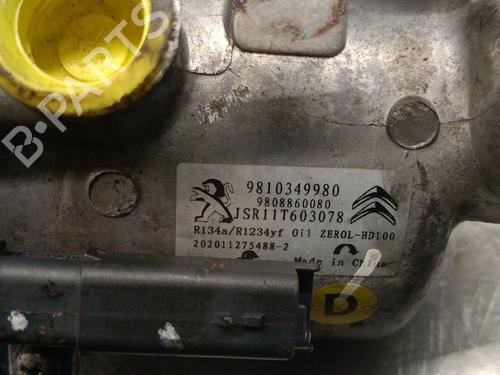 B-PARTS
9810349980
9808860080
JSR11T603078
R134a/R1234yf Oil ZEROL-HD100
202011275488-2
Made in China
D